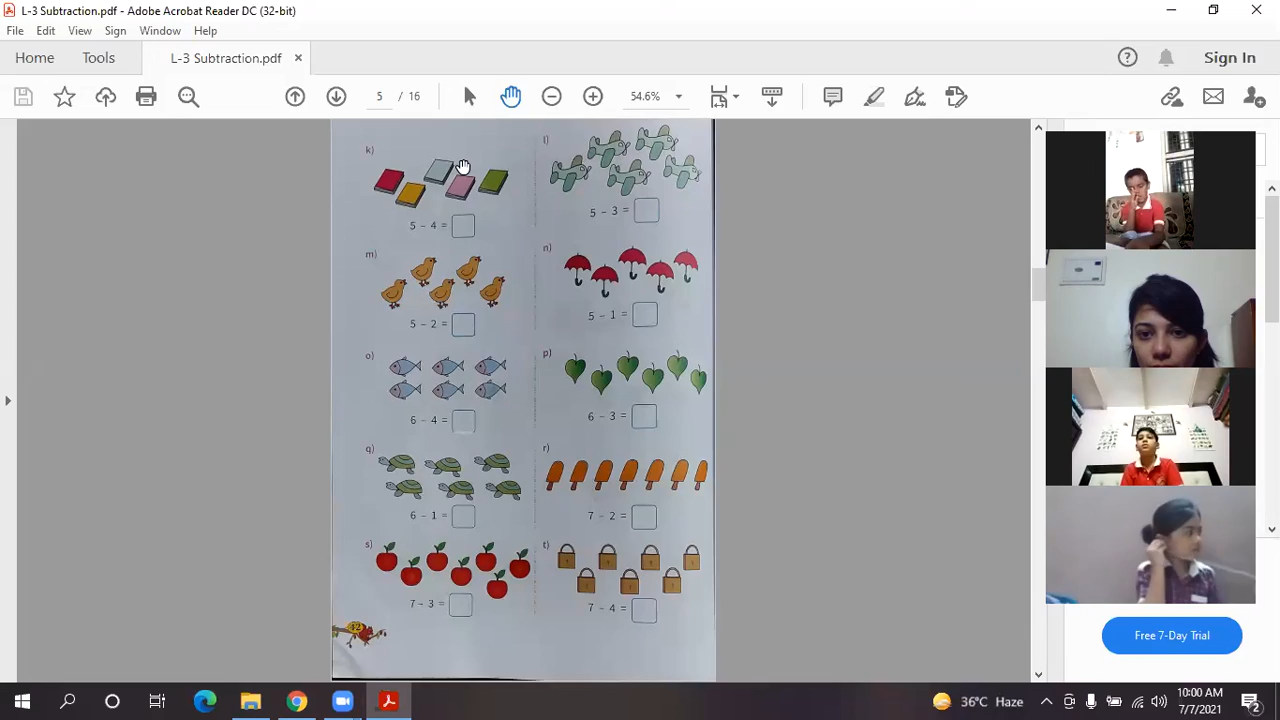 L-3 Subtraction.pdf - Adobe Acrobat Reader DC (32-bit)
File Edit View Sign Window Help
Home Tools L-3 Subtraction.pdf × Sign In
5 / 16 54.6%
k) l)
5 - 4 = 5 - 3 =
m) n)
5 - 2 = 5 - 1 =
o) p)
6 - 4 = 6 - 3 =
q) r)
6 - 1 = 7 - 2 =
s) t)
7 - 3 = 7 - 4 =
42
Free 7-Day Trial
36°C Haze 10:00 AM
7/7/2021
2